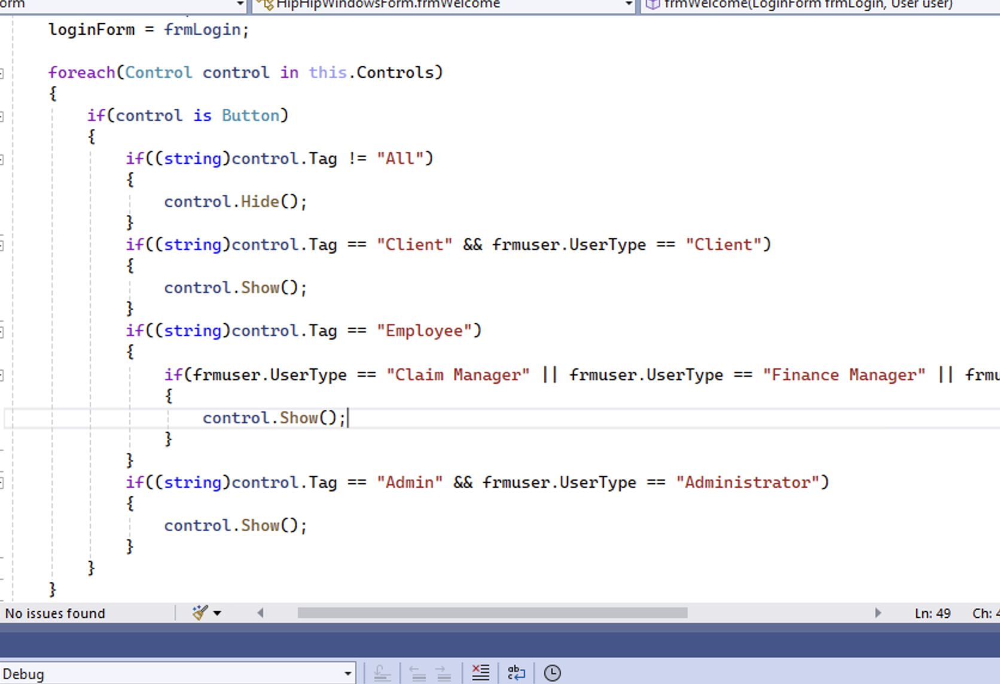 orm HipHipWindowsForm.frmWelcome frmWelcome(LoginForm frmLogin, User user)
loginForm = frmLogin;
foreach(Control control in this.Controls)
{
if(control is Button)
{
if((string)control.Tag != "All")
{
control.Hide();
}
if((string)control.Tag == "Client" && frmuser.UserType == "Client")
{
control.Show();
}
if((string)control.Tag == "Employee")
{
if(frmuser.UserType == "Claim Manager" || frmuser.UserType == "Finance Manager" || frmu
{
control.Show();
}
}
if((string)control.Tag == "Admin" && frmuser.UserType == "Administrator")
{
control.Show();
}
}
}
No issues found Ln: 49 Ch: 4
Debug